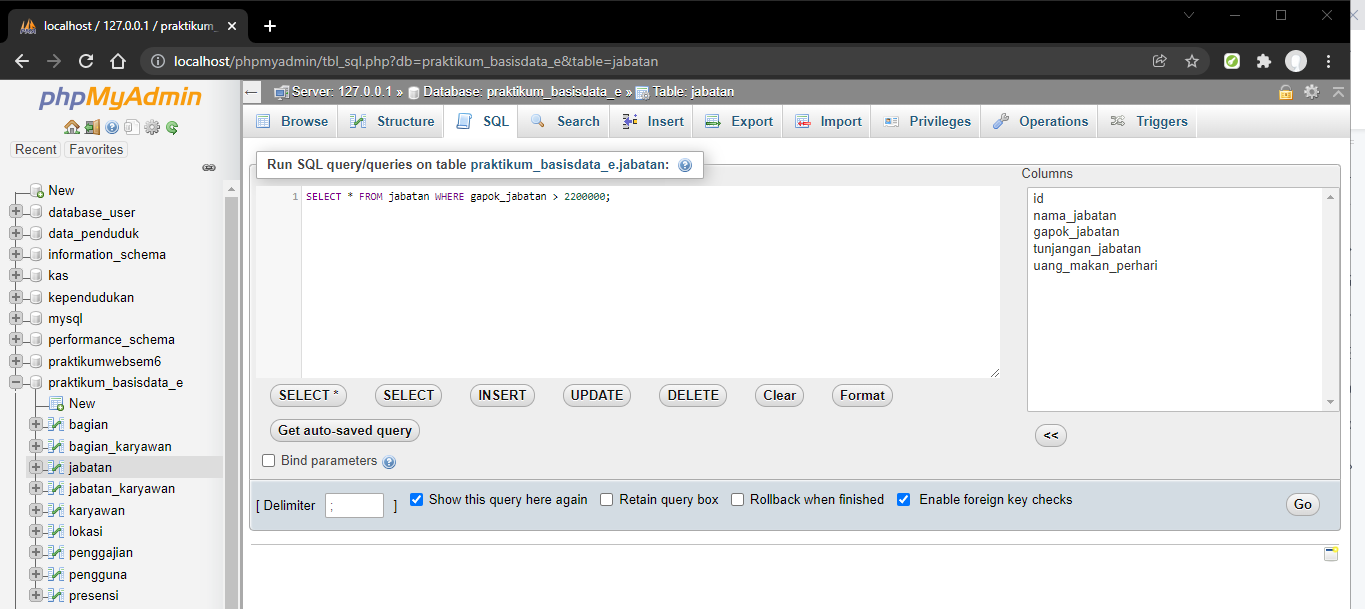 localhost / 127.0.0.1 / praktikum_
localhost/phpmyadmin/tbl_sql.php?db=praktikum_basisdata_e&table=jabatan
phpMyAdmin
Recent Favorites
New
database_user
data_penduduk
information_schema
kas
kependudukan
mysql
performance_schema
praktikumwebsem6
praktikum_basisdata_e
New
bagian
bagian_karyawan
jabatan
jabatan_karyawan
karyawan
lokasi
penggajian
pengguna
presensi
Server: 127.0.0.1 » Database: praktikum_basisdata_e » Table: jabatan
Browse Structure SQL Search Insert Export Import Privileges Operations Triggers
Run SQL query/queries on table praktikum_basisdata_e.jabatan:
1 SELECT * FROM jabatan WHERE gapok_jabatan > 2200000;
Columns
id
nama_jabatan
gapok_jabatan
tunjangan_jabatan
uang_makan_perhari
SELECT * SELECT INSERT UPDATE DELETE Clear Format
Get auto-saved query
<<
Bind parameters
[ Delimiter ; ] Show this query here again Retain query box Rollback when finished Enable foreign key checks
Go